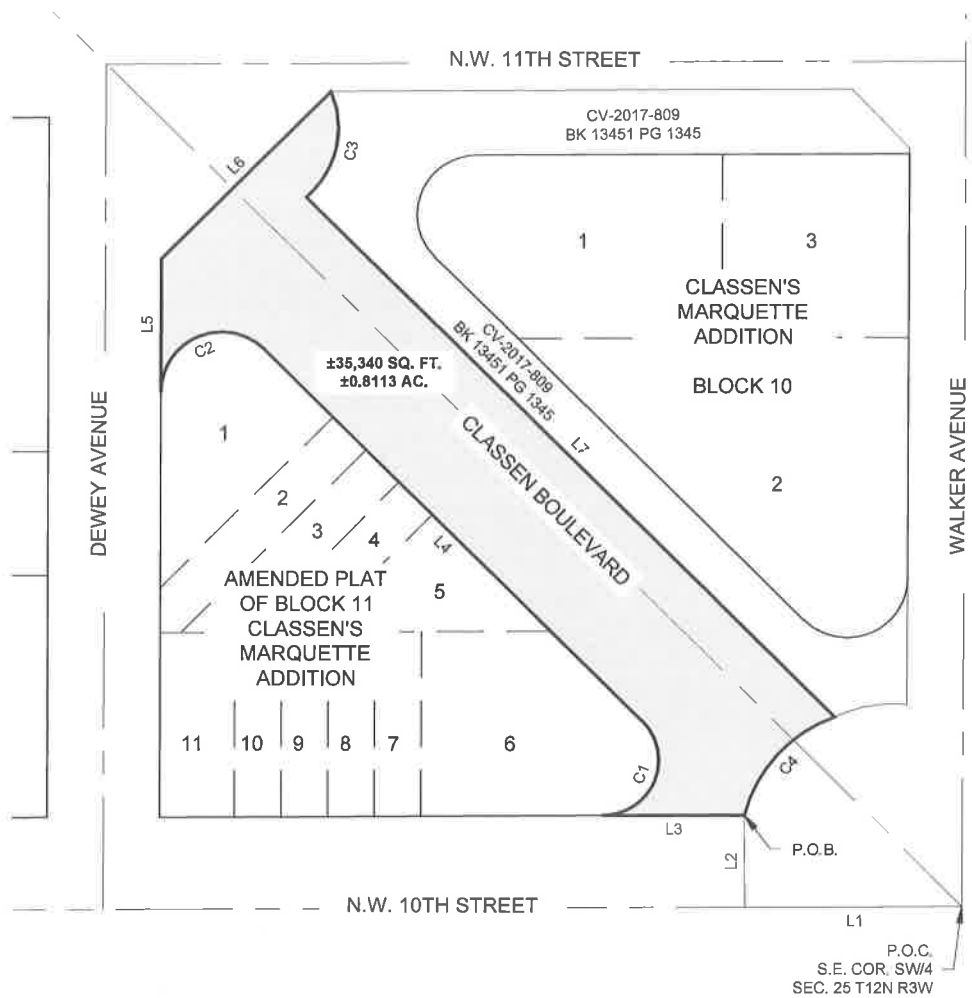 N.W. 11TH STREET
CV-2017-809
BK 13451 PG 1345
C3
L6
1
3
CLASSEN'S
MARQUETTE
ADDITION
BLOCK 10
L5
C2
±35,340 SQ. FT.
±0.8113 AC.
CV-2017-809
BK 13451 PG 1345
L7
CLASSEN BOULEVARD
DEWEY AVENUE
WALKER AVENUE
1
2
2
3
4
L4
5
AMENDED PLAT
OF BLOCK 11
CLASSEN'S
MARQUETTE
ADDITION
11
10
9
8
7
6
C1
C4
L3
P.O.B.
L2
N.W. 10TH STREET
L1
P.O.C.
S.E. COR. SW/4
SEC. 25 T12N R3W